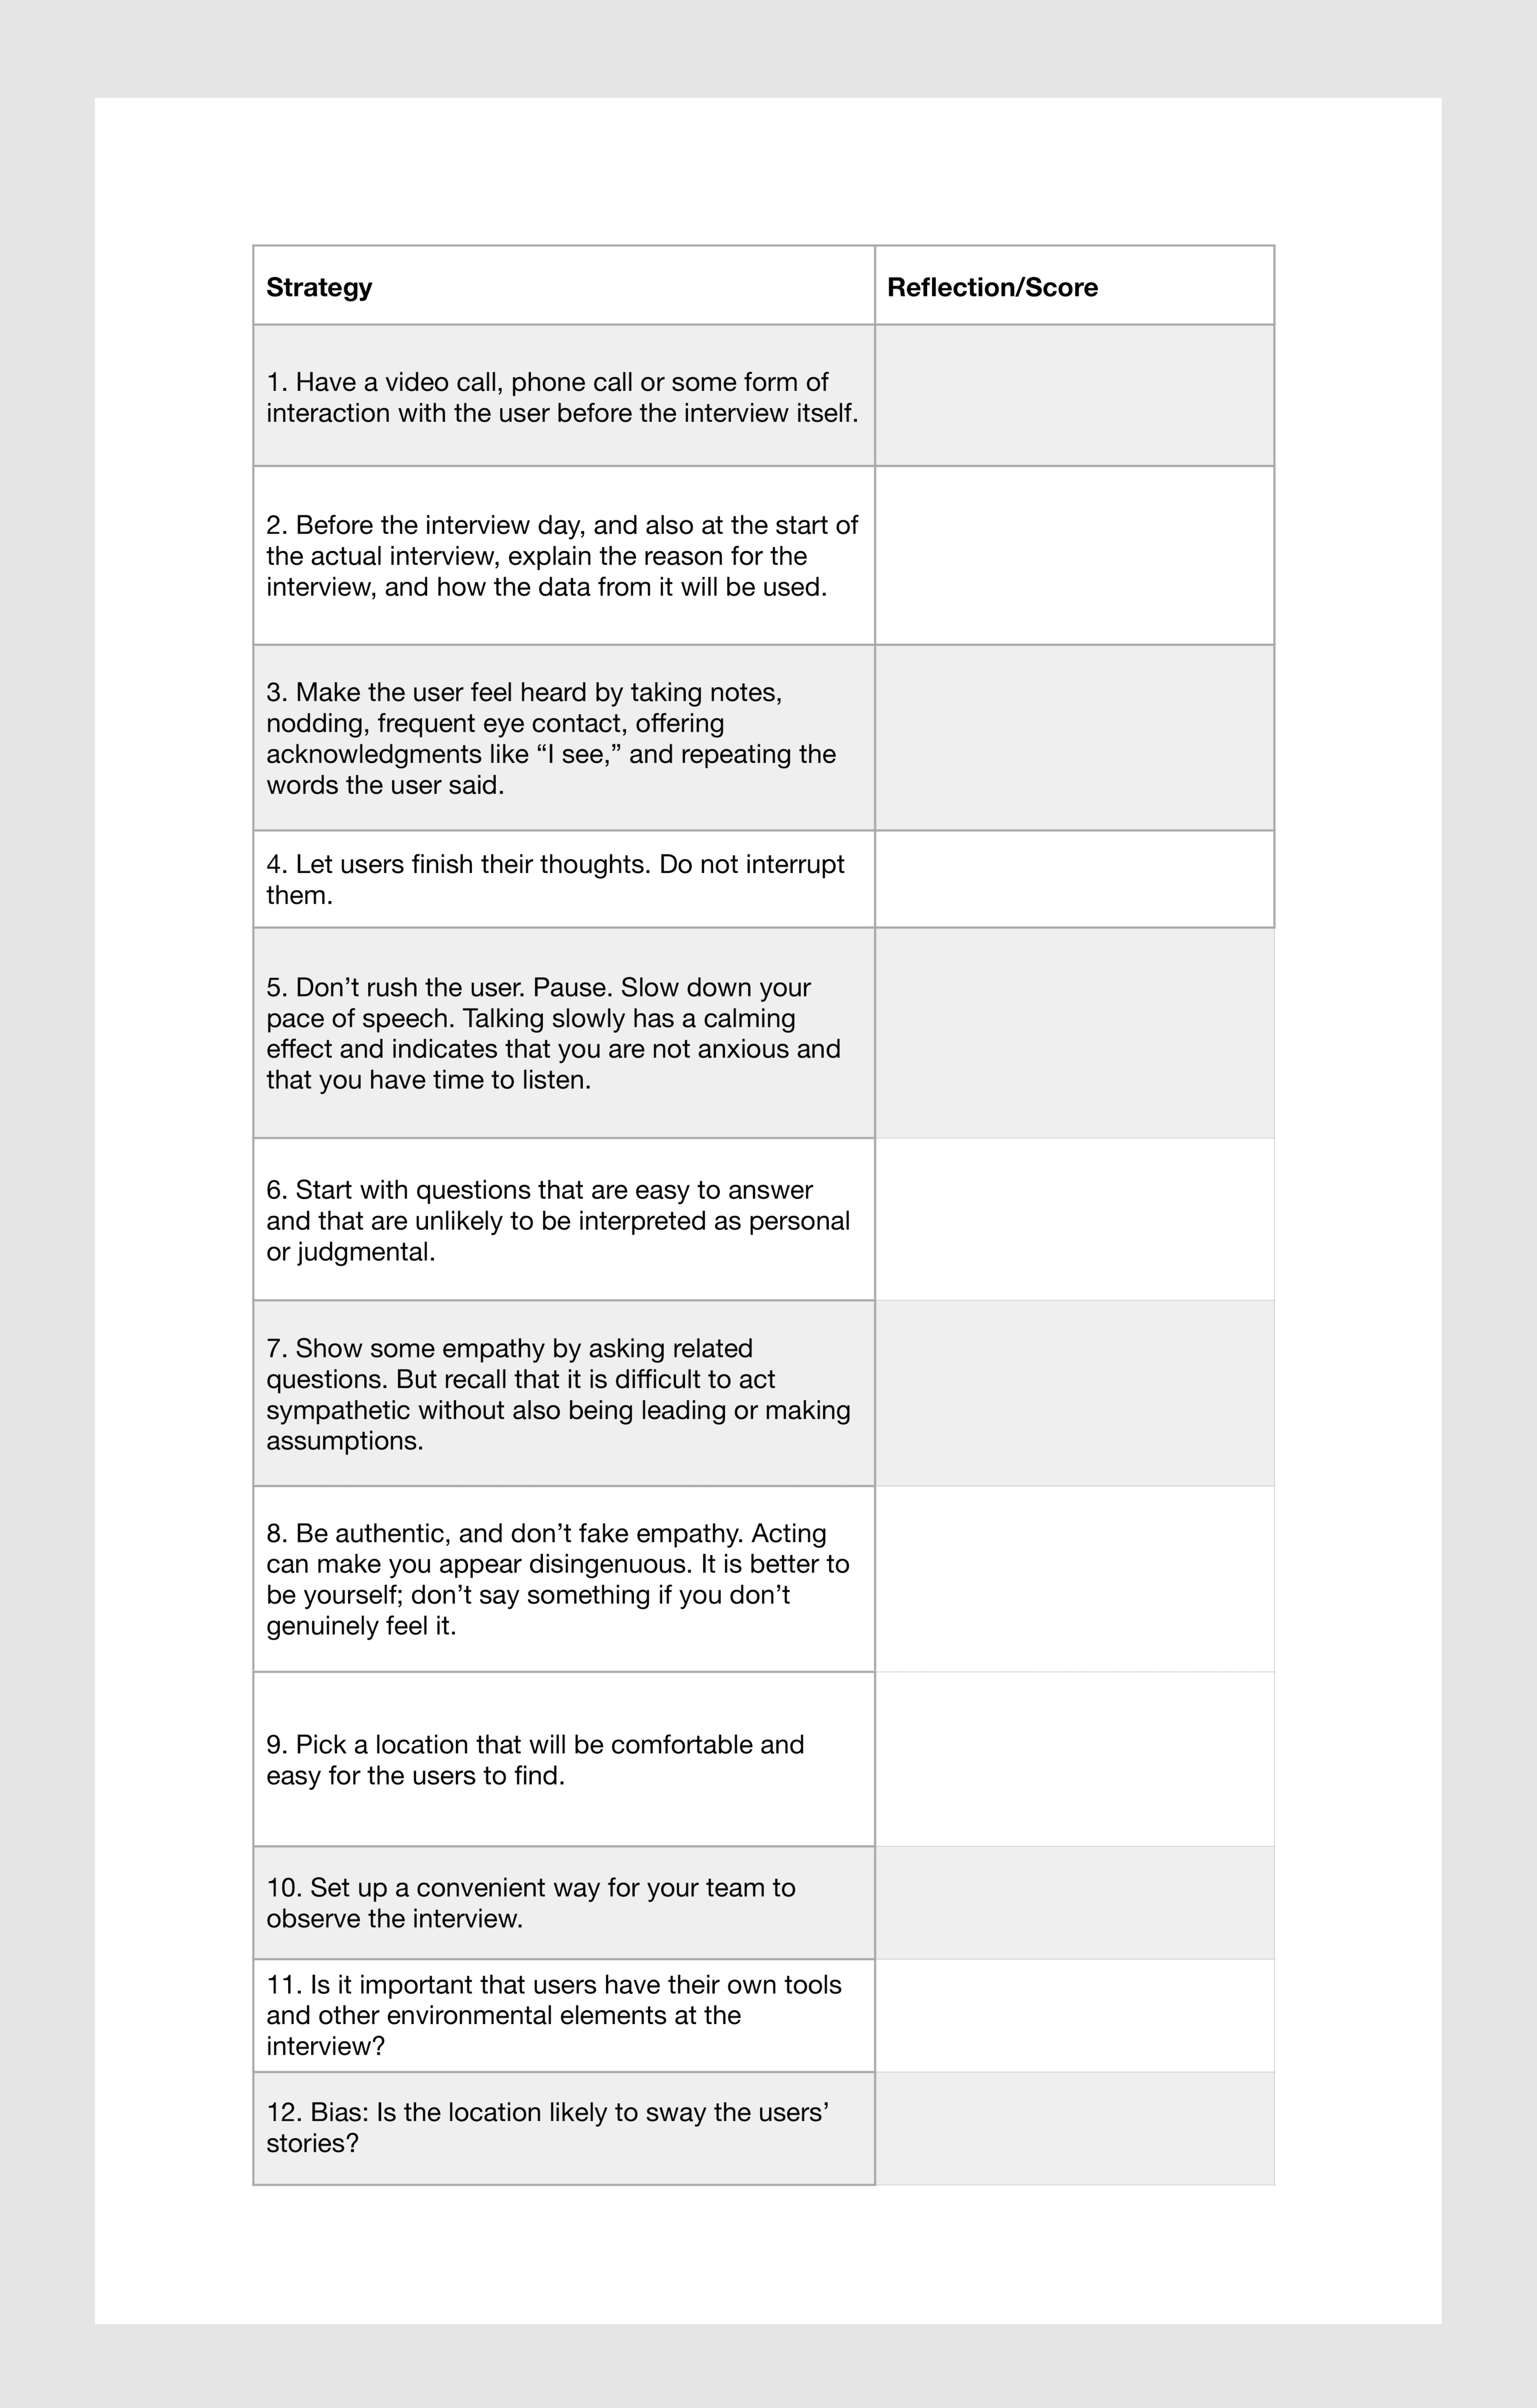 Strategy
Reflection/Score
1. Have a video call, phone call or some form of
interaction with the user before the interview itself.
2. Before the interview day, and also at the start of
the actual interview, explain the reason for the
interview, and how the data from it will be used.
3. Make the user feel heard by taking notes,
nodding, frequent eye contact, offering
acknowledgments like “I see,” and repeating the
words the user said.
4. Let users finish their thoughts. Do not interrupt
them.
5. Don’t rush the user. Pause. Slow down your
pace of speech. Talking slowly has a calming
effect and indicates that you are not anxious and
that you have time to listen.
6. Start with questions that are easy to answer
and that are unlikely to be interpreted as personal
or judgmental.
7. Show some empathy by asking related
questions. But recall that it is difficult to act
sympathetic without also being leading or making
assumptions.
8. Be authentic, and don’t fake empathy. Acting
can make you appear disingenuous. It is better to
be yourself; don’t say something if you don’t
genuinely feel it.
9. Pick a location that will be comfortable and
easy for the users to find.
10. Set up a convenient way for your team to
observe the interview.
11. Is it important that users have their own tools
and other environmental elements at the
interview?
12. Bias: Is the location likely to sway the users’
stories?